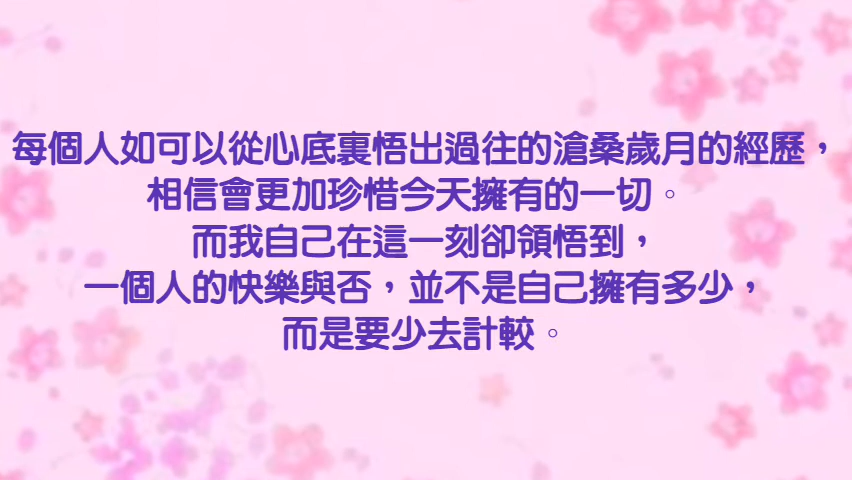 每個人如可以從心底裏悟出過往的滄桑歲月的經歷，
相信會更加珍惜今天擁有的一切。
而我自己在這一刻卻領悟到，
一個人的快樂與否，並不是自己擁有多少，
而是要少去計較。